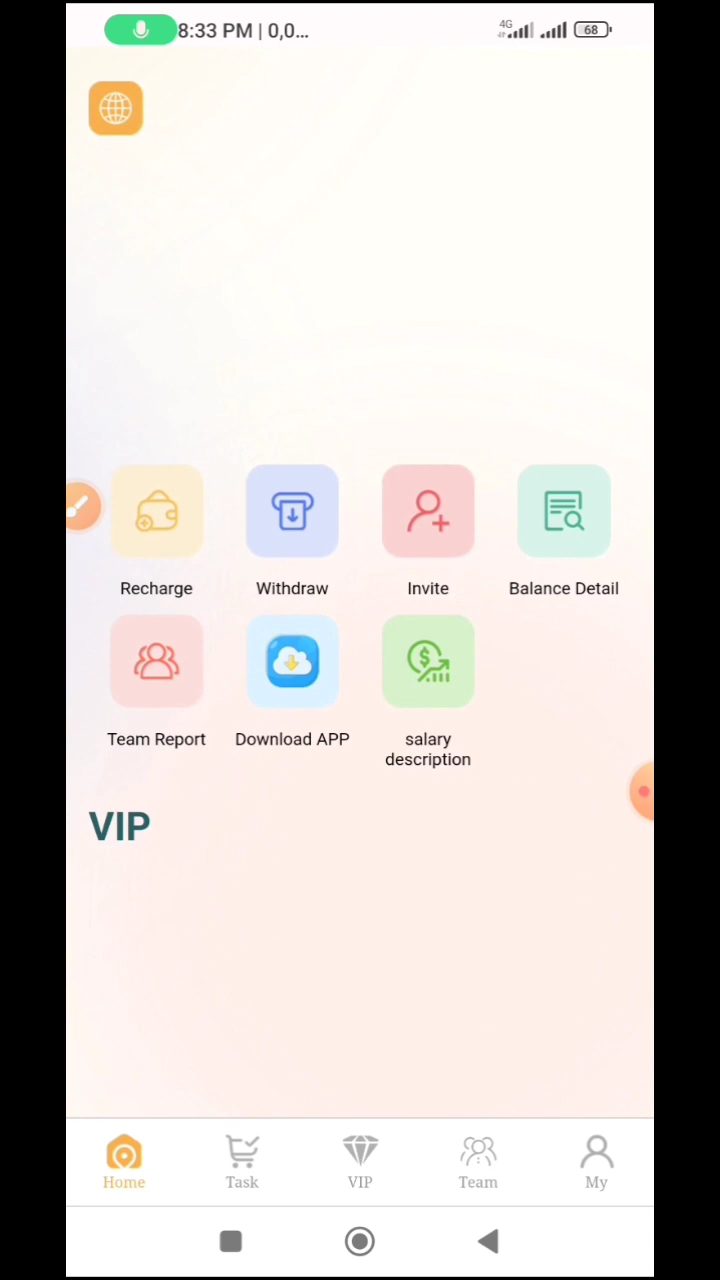 8:33 PM | 0,0...
4G
68
Recharge
Withdraw
Invite
Balance Detail
Team Report
Download APP
salary
description
VIP
Home
Task
VIP
Team
My